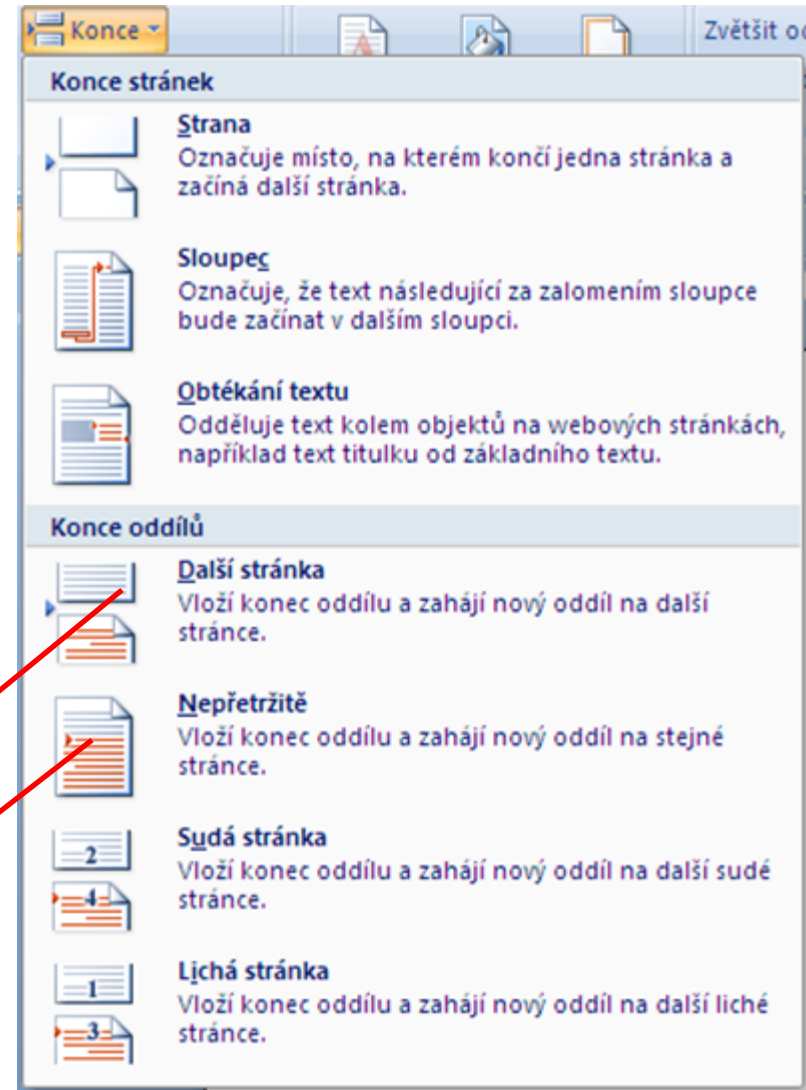 Konce
Zvětšit
Konce stránek
Strana
Označuje místo, na kterém končí jedna stránka a
začíná další stránka.
Sloupec
Označuje, že text následující za zalomením sloupce
bude začínat v dalším sloupci.
Obtékání textu
Odděluje text kolem objektů na webových stránkách,
například text titulku od základního textu.
Konce oddílů
Další stránka
Vloží konec oddílu a zahájí nový oddíl na další
stránce.
Nepřetržitě
Vloží konec oddílu a zahájí nový oddíl na stejné
stránce.
Sudá stránka
2
Vloží konec oddílu a zahájí nový oddíl na další sudé
4
stránce.
Lichá stránka
1
Vloží konec oddílu a zahájí nový oddíl na další liché
3
stránce.